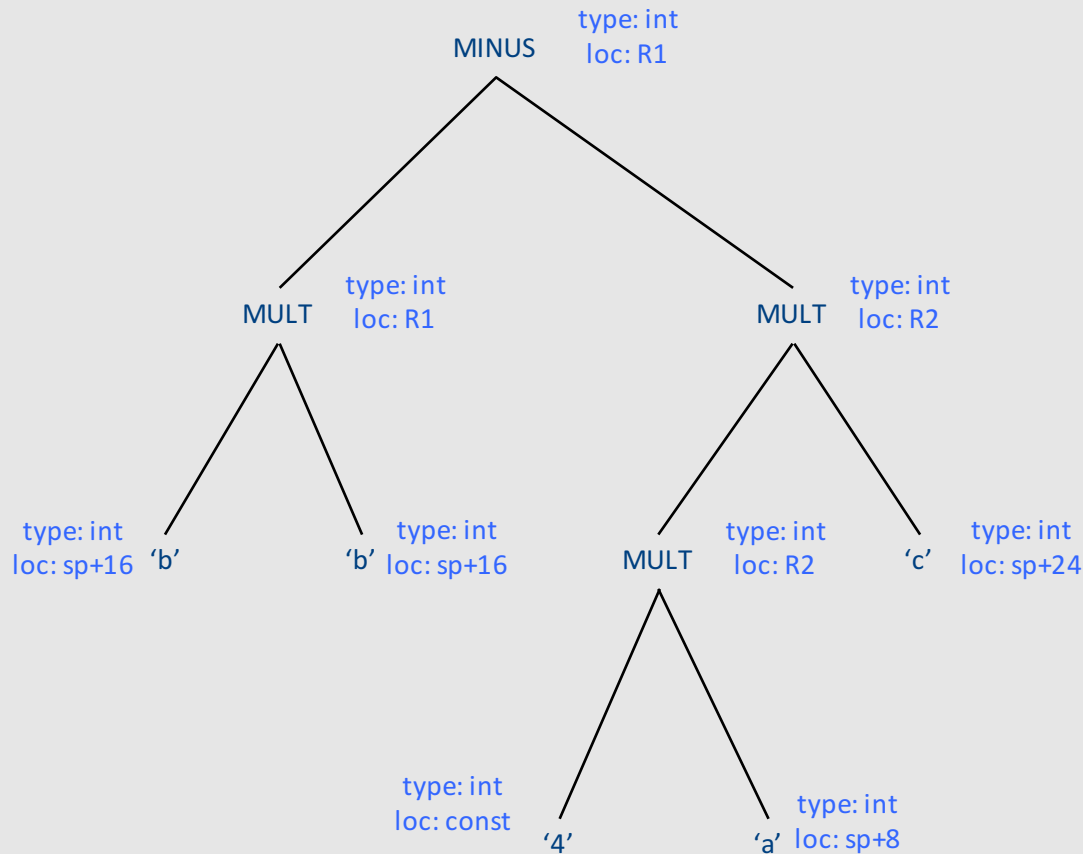 type: int
MINUS
loc: R1
type: int
MULT
loc: R1
type: int
MULT
loc: R2
type: int
loc: sp+16
‘b’
‘b’
type: int
loc: sp+16
MULT
type: int
loc: R2
‘c’
type: int
loc: sp+24
type: int
loc: const
‘4’
‘a’
type: int
loc: sp+8